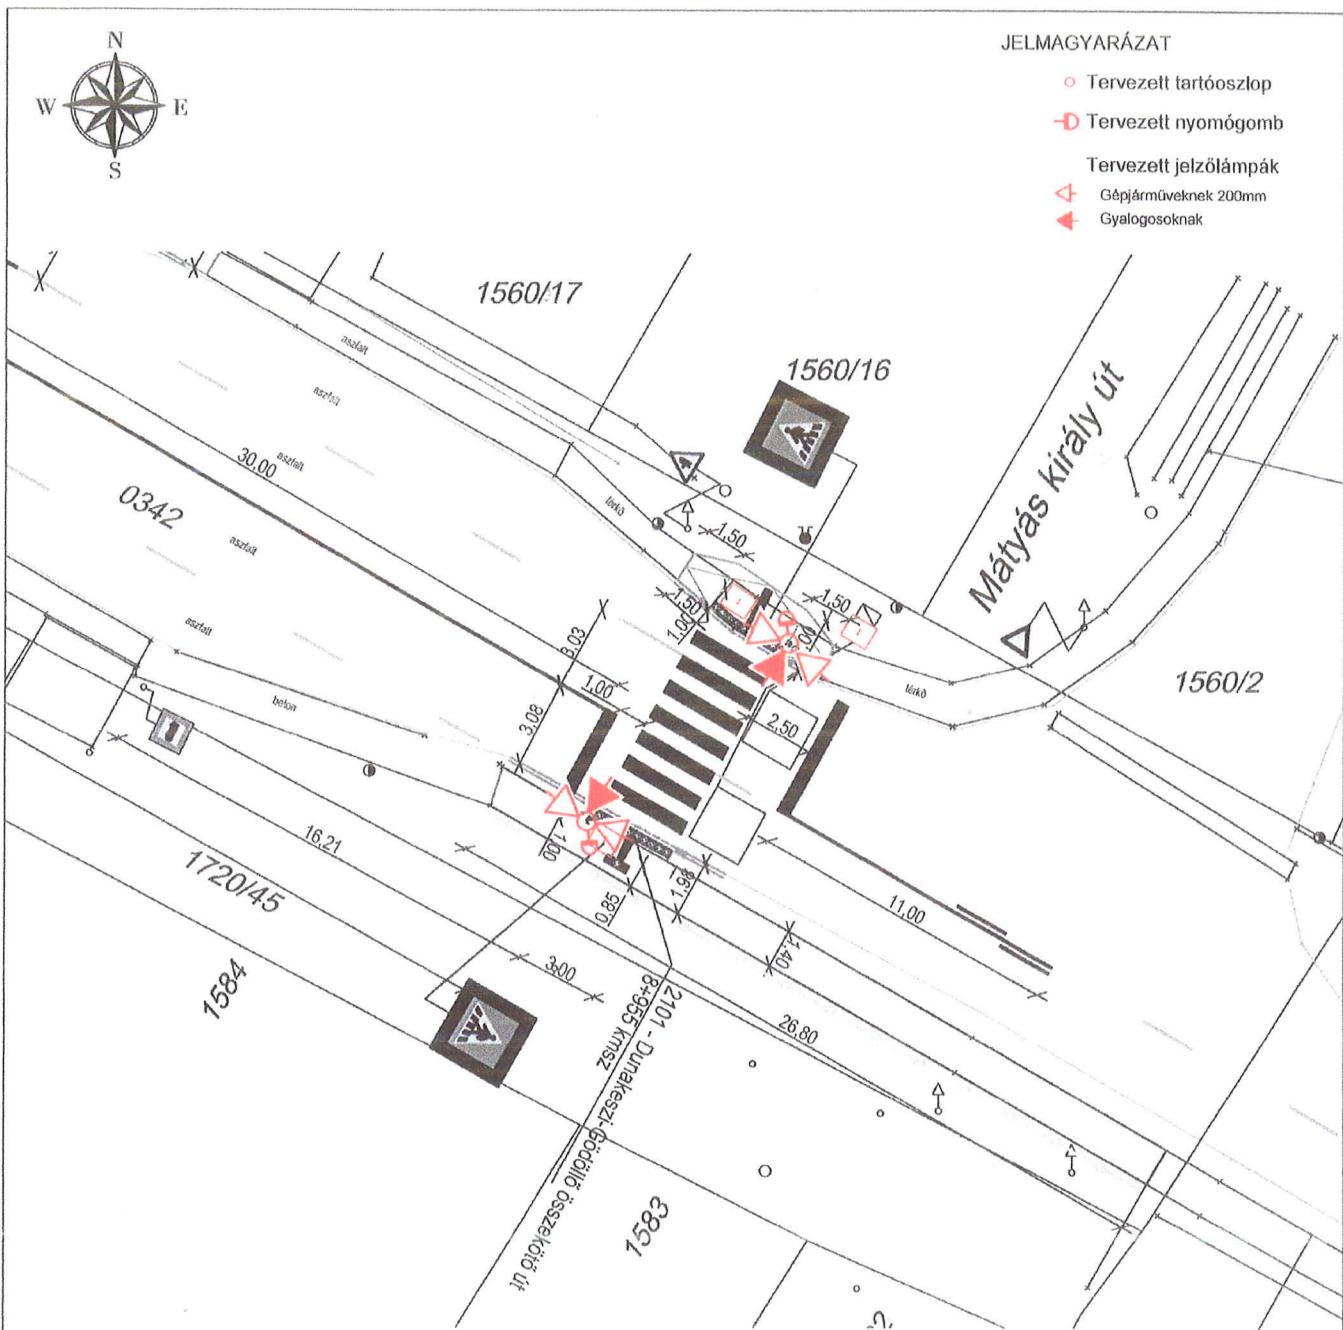 N
W E
S
JELMAGYARÁZAT
Tervezett tartóoszlop
Tervezett nyomógomb
Tervezett jelzőlámpák
Gépjárműveknek 200mm
Gyalogosoknak
1560/17
1560/16
Mátyás király út
1560/2
0342
aszfalt
aszfalt
aszfalt
aszfalt
aszfalt
30,00
térkő
térkő
beton
1,50
1,50
1,50
1,00
3,03
1,00
3,08
2,50
1,00
0,85
1,98
1,40
11,00
16,21
3,00
26,80
1720/45
1584
1583
2101 - Dunakeszi-Gödöllő összekötő út
8+955 kmsz